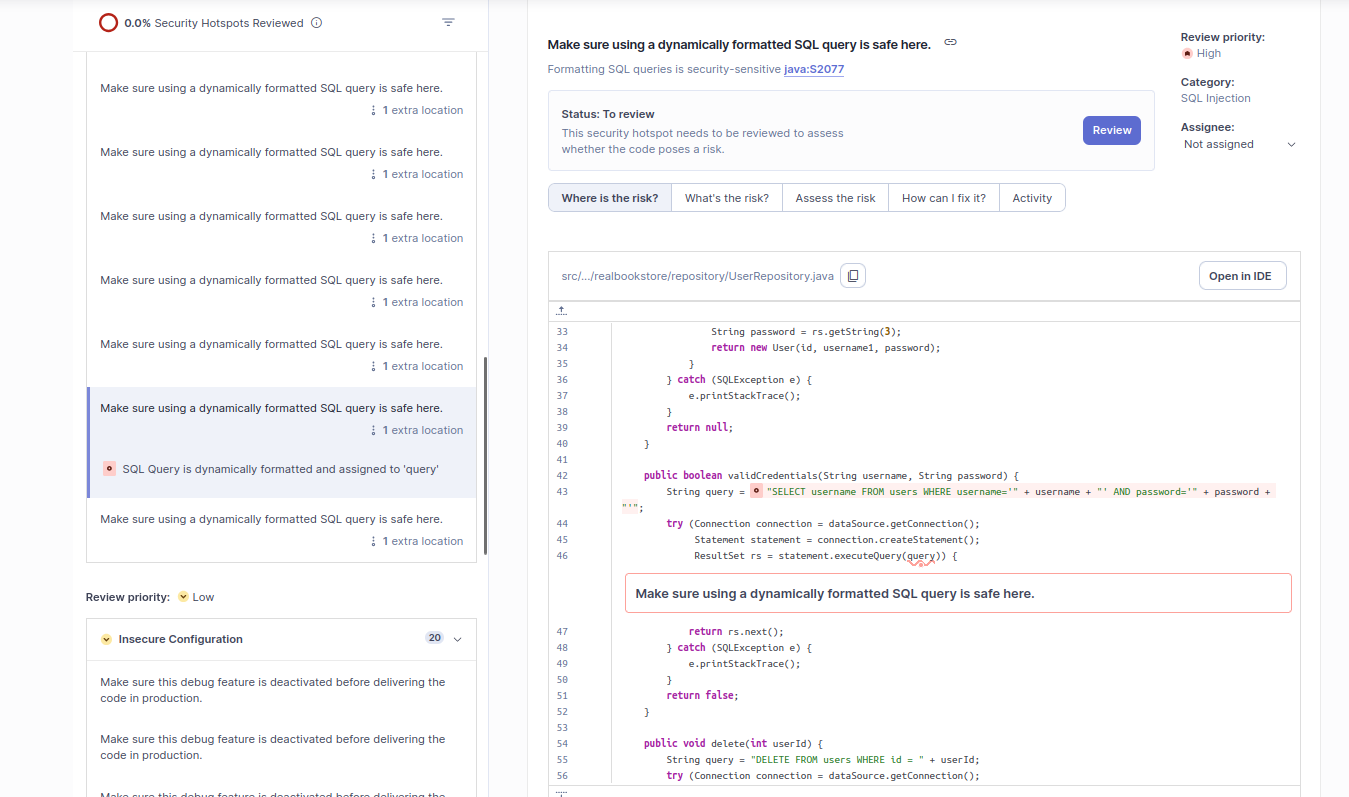 0.0% Security Hotspots Reviewed
Make sure using a dynamically formatted SQL query is safe here.
1 extra location
Make sure using a dynamically formatted SQL query is safe here.
1 extra location
Make sure using a dynamically formatted SQL query is safe here.
1 extra location
Make sure using a dynamically formatted SQL query is safe here.
1 extra location
Make sure using a dynamically formatted SQL query is safe here.
1 extra location
Make sure using a dynamically formatted SQL query is safe here.
1 extra location
SQL Query is dynamically formatted and assigned to 'query'
Make sure using a dynamically formatted SQL query is safe here.
1 extra location
Review priority: Low
Insecure Configuration 20
Make sure this debug feature is deactivated before delivering the
code in production.
Make sure this debug feature is deactivated before delivering the
code in production.
Make sure this debug feature is deactivated before delivering the
Make sure using a dynamically formatted SQL query is safe here.
Formatting SQL queries is security-sensitive java:S2077
Status: To review
This security hotspot needs to be reviewed to assess
whether the code poses a risk.
Review
Review priority:
High
Category:
SQL Injection
Assignee:
Not assigned
Where is the risk? What's the risk? Assess the risk How can I fix it? Activity
src/.../realbookstore/repository/UserRepository.java
Open in IDE
33 String password = rs.getString(3);
34 return new User(id, username1, password);
35 }
36 } catch (SQLException e) {
37 e.printStackTrace();
38 }
39 return null;
40 }
41
42 public boolean validCredentials(String username, String password) {
43 String query = "SELECT username FROM users WHERE username='" + username + "' AND password='" + password +
"'";
44 try (Connection connection = dataSource.getConnection();
45 Statement statement = connection.createStatement();
46 ResultSet rs = statement.executeQuery(query)) {
Make sure using a dynamically formatted SQL query is safe here.
47 return rs.next();
48 } catch (SQLException e) {
49 e.printStackTrace();
50 }
51 return false;
52 }
53
54 public void delete(int userId) {
55 String query = "DELETE FROM users WHERE id = " + userId;
56 try (Connection connection = dataSource.getConnection();